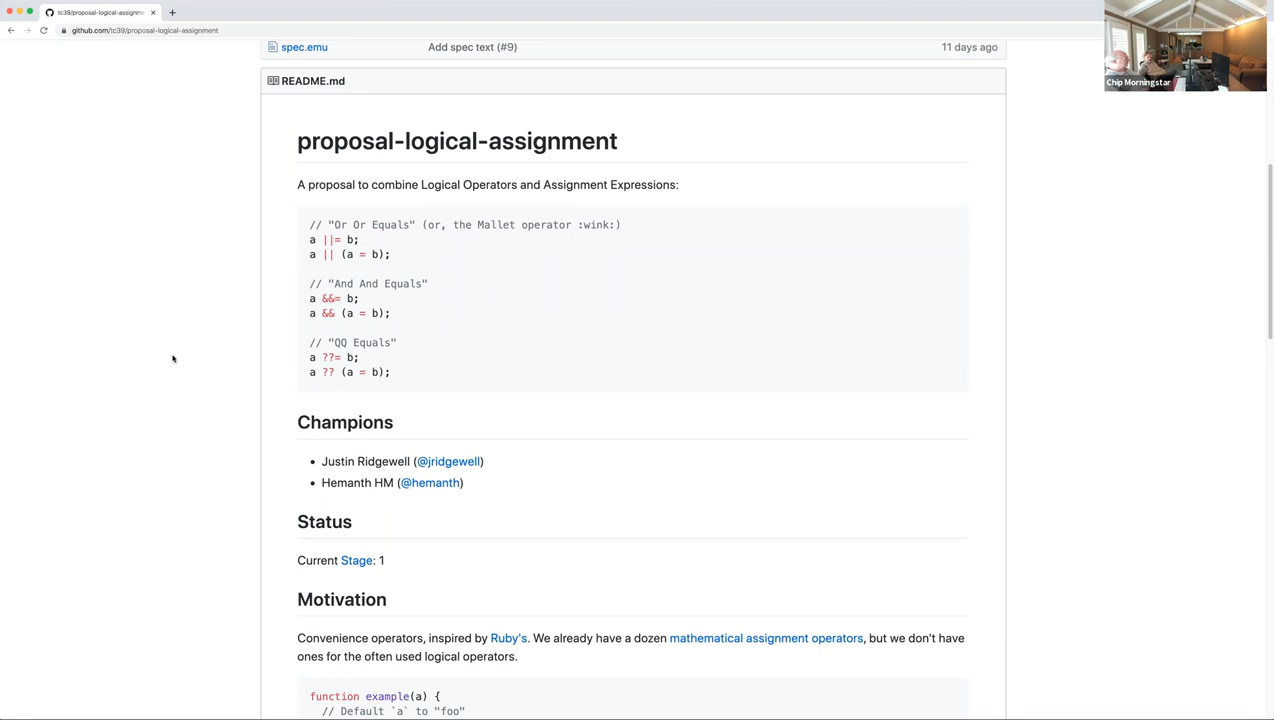 tc39/proposal-logical-assignm
github.com/tc39/proposal-logical-assignment
Chip Morningstar
spec.emu Add spec text (#9) 11 days ago
README.md
proposal-logical-assignment
A proposal to combine Logical Operators and Assignment Expressions:
// "Or Or Equals" (or, the Mallet operator :wink:)
a ||= b;
a || (a = b);
// "And And Equals"
a &&= b;
a && (a = b);
// "QQ Equals"
a ??= b;
a ?? (a = b);
Champions
• Justin Ridgewell (@jridgewell)
• Hemanth HM (@hemanth)
Status
Current Stage: 1
Motivation
Convenience operators, inspired by Ruby's. We already have a dozen mathematical assignment operators, but we don't have
ones for the often used logical operators.
function example(a) {
// Default `a` to "foo"